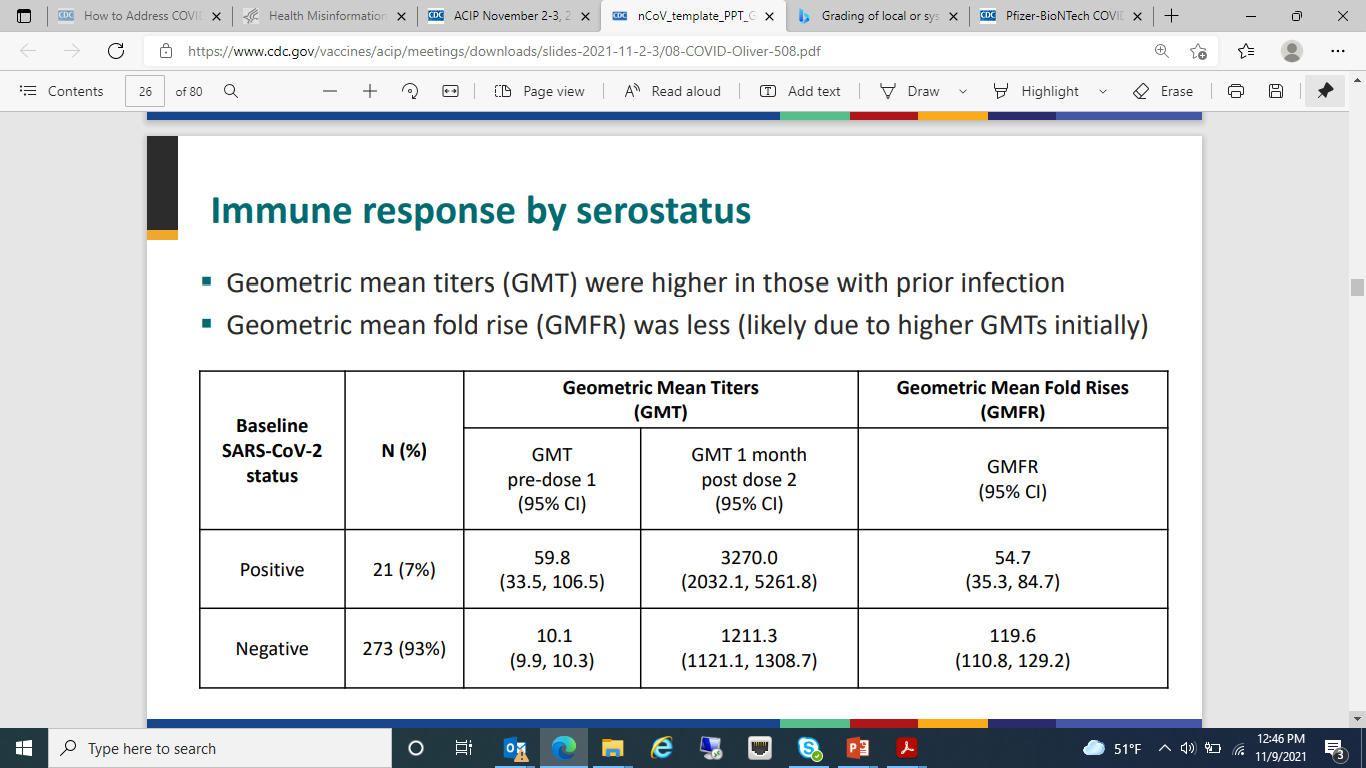 How to Address COVI
Health Misinformation
CDC
ACIP November 2-3, 2
CDC
nCoV_template_PPT_G
Grading of local or sys
CDC
Pfizer-BioNTech COVI
https://www.cdc.gov/vaccines/acip/meetings/downloads/slides-2021-11-2-3/08-COVID-Oliver-508.pdf
Contents
26
of 80
Page view
Read aloud
Add text
Draw
Highlight
Erase
Immune response by serostatus
Geometric mean titers (GMT) were higher in those with prior infection
Geometric mean fold rise (GMFR) was less (likely due to higher GMTs initially)
Baseline
SARS-CoV-2
status
N (%)
Geometric Mean Titers
(GMT)
Geometric Mean Fold Rises
(GMFR)
GMT
pre-dose 1
(95% CI)
GMT 1 month
post dose 2
(95% CI)
GMFR
(95% CI)
Positive
21 (7%)
59.8
(33.5, 106.5)
3270.0
(2032.1, 5261.8)
54.7
(35.3, 84.7)
Negative
273 (93%)
10.1
(9.9, 10.3)
1211.3
(1121.1, 1308.7)
119.6
(110.8, 129.2)
Type here to search
51°F
12:46 PM
11/9/2021
3